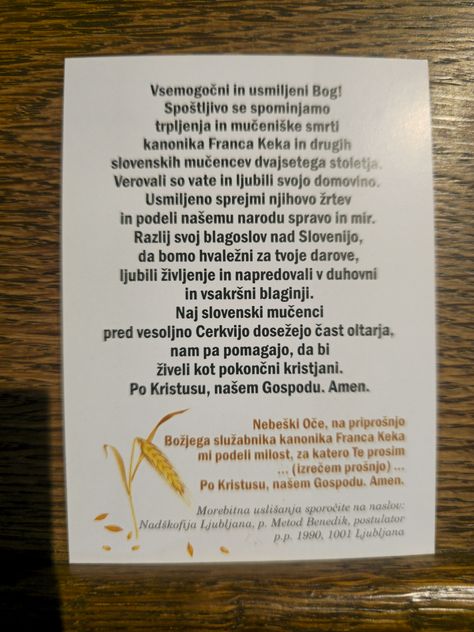 Vsemogočni in usmiljeni Bog!
Spoštljivo se spominjamo
trpljenja in mučeniške smrti
kanonika Franca Keka in drugih
slovenskih mučencev dvajsetega stoletja.
Verovali so vate in ljubili svojo domovino.
Usmiljeno sprejmi njihovo žrtev
in podeli našemu narodu spravo in mir.
Razlij svoj blagoslov nad Slovenijo,
da bomo hvaležni za tvoje darove,
ljubili življenje in napredovali v duhovni
in vsakršni blaginji.
Naj slovenski mučenci
pred vesoljno Cerkvijo dosežejo čast oltarja,
nam pa pomagajo, da bi
živeli kot pokončni kristjani.
Po Kristusu, našem Gospodu. Amen.
Nebeški Oče, na priprošnjo
Božjega služabnika kanonika Franca Keka
mi podeli milost, za katero Te prosim
... (izrečem prošnjo) ...
Po Kristusu, našem Gospodu. Amen.
Morebitna uslišanja sporočite na naslov:
Nadškofija Ljubljana, p. Metod Benedik, postulator
p.p. 1990, 1001 Ljubljana